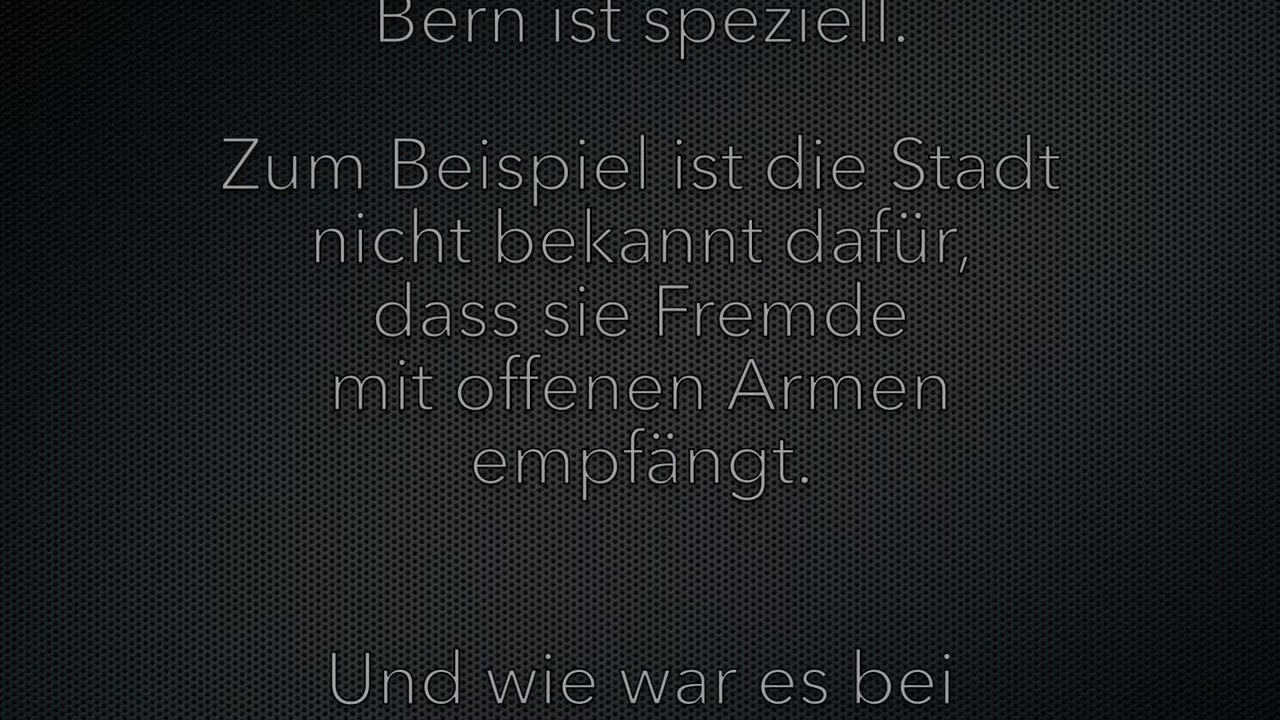 Bern ist speziell.
Zum Beispiel ist die Stadt
nicht bekannt dafür,
dass sie Fremde
mit offenen Armen
empfängt.
Und wie war es bei